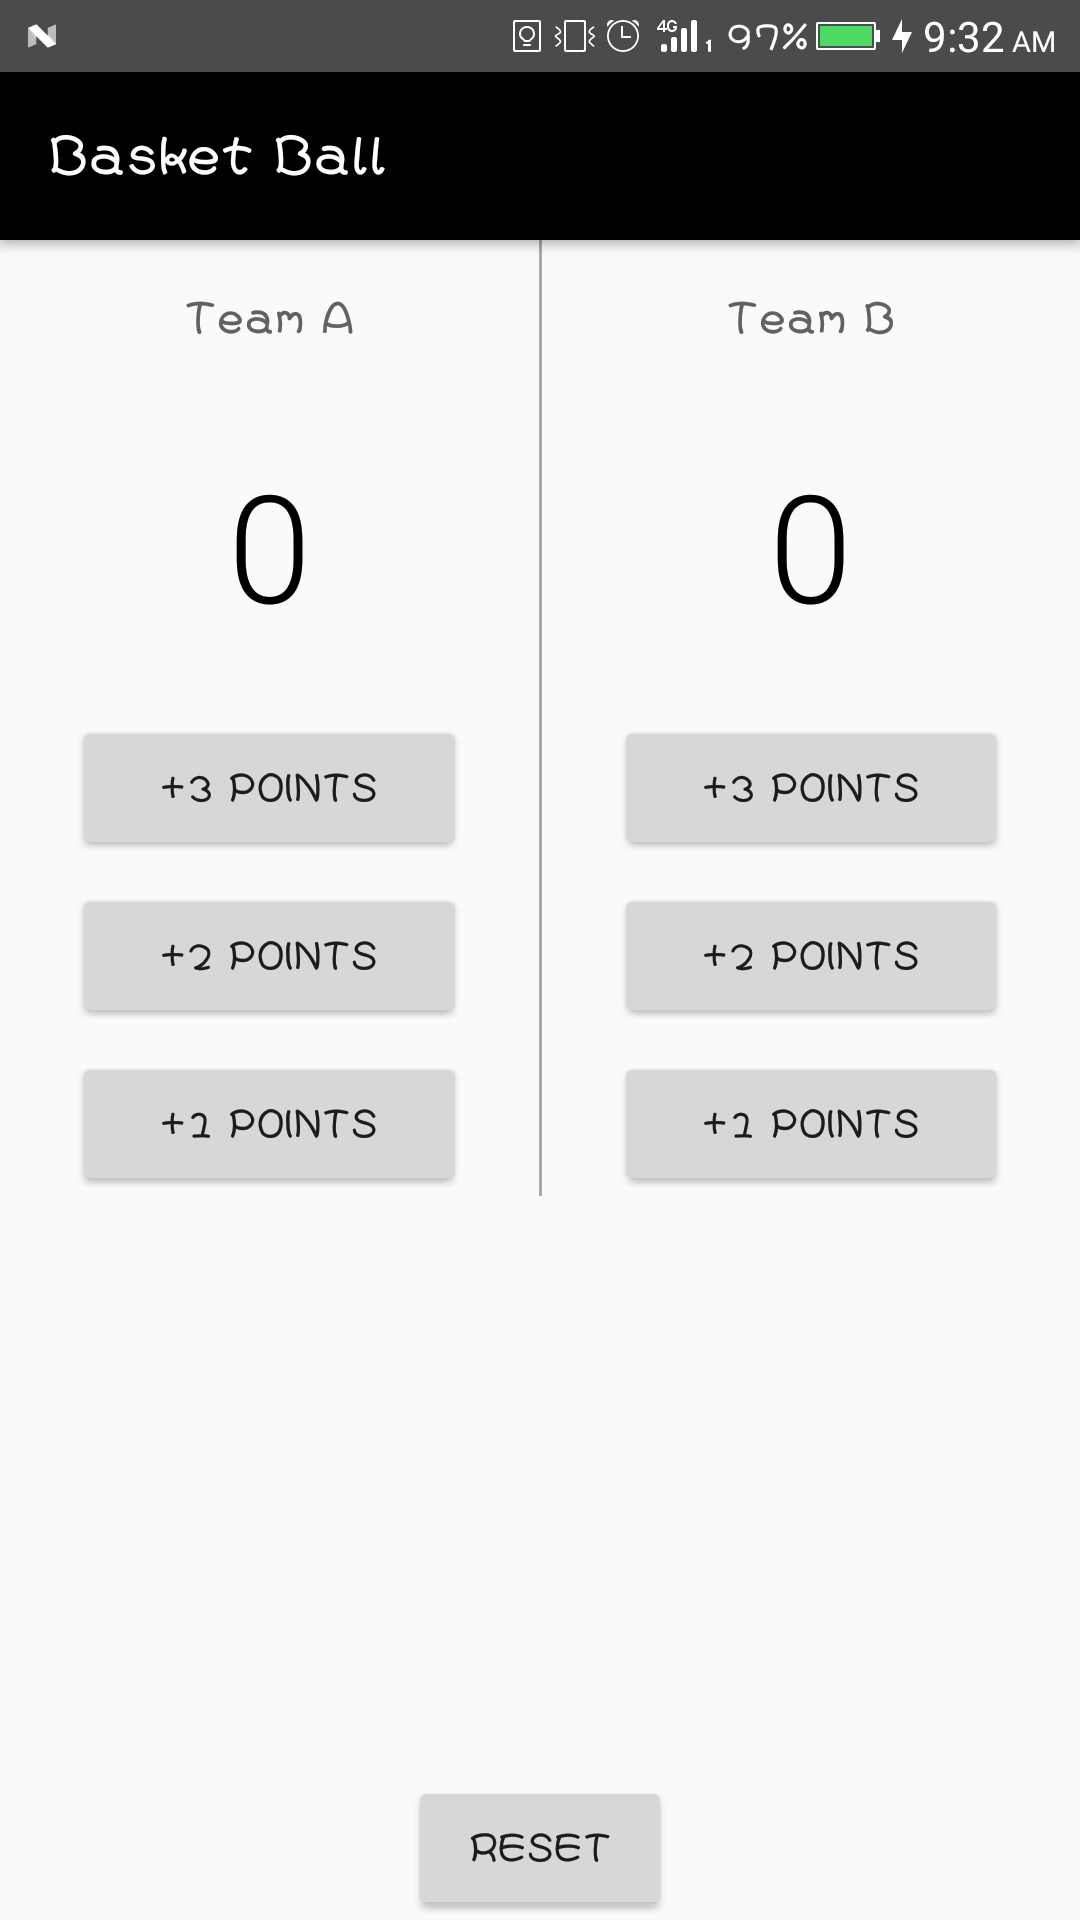 4G 1 97% 9:32 AM
Basket Ball
Team A Team B
0 0
+3 POINTS +3 POINTS
+2 POINTS +2 POINTS
+1 POINTS +1 POINTS
RESET